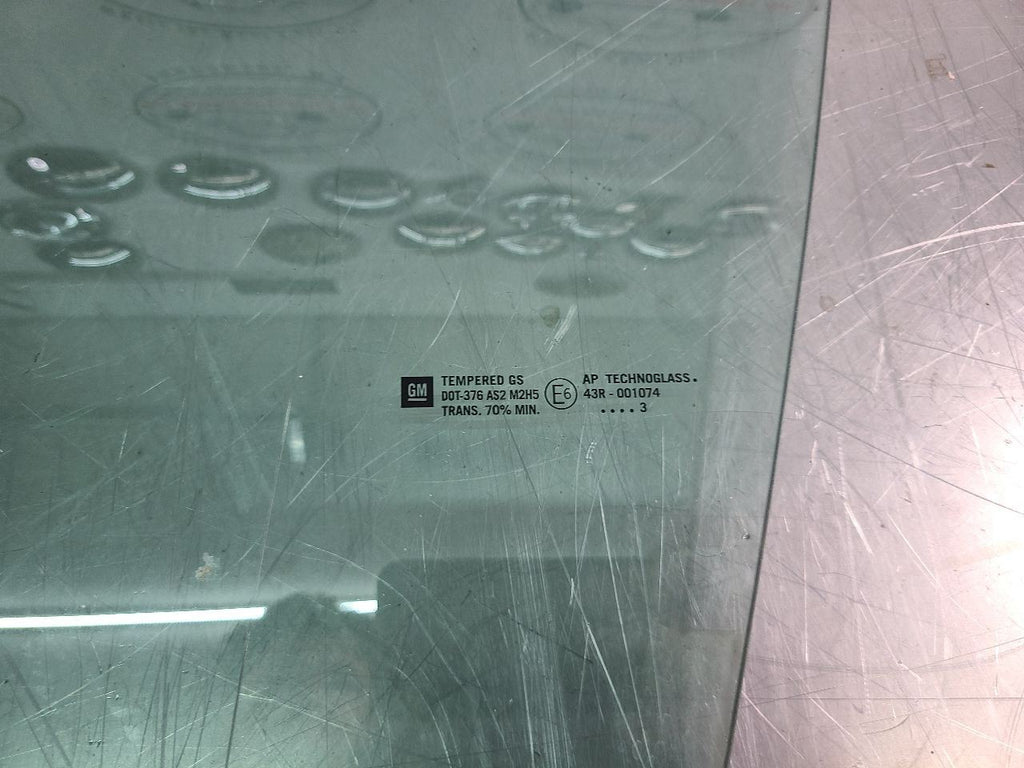 GM
TEMPERED GS
DOT-376 AS2 M2H5
TRANS. 70% MIN.
E6
AP TECHNOGLASS.
43R - 001074
.... 3